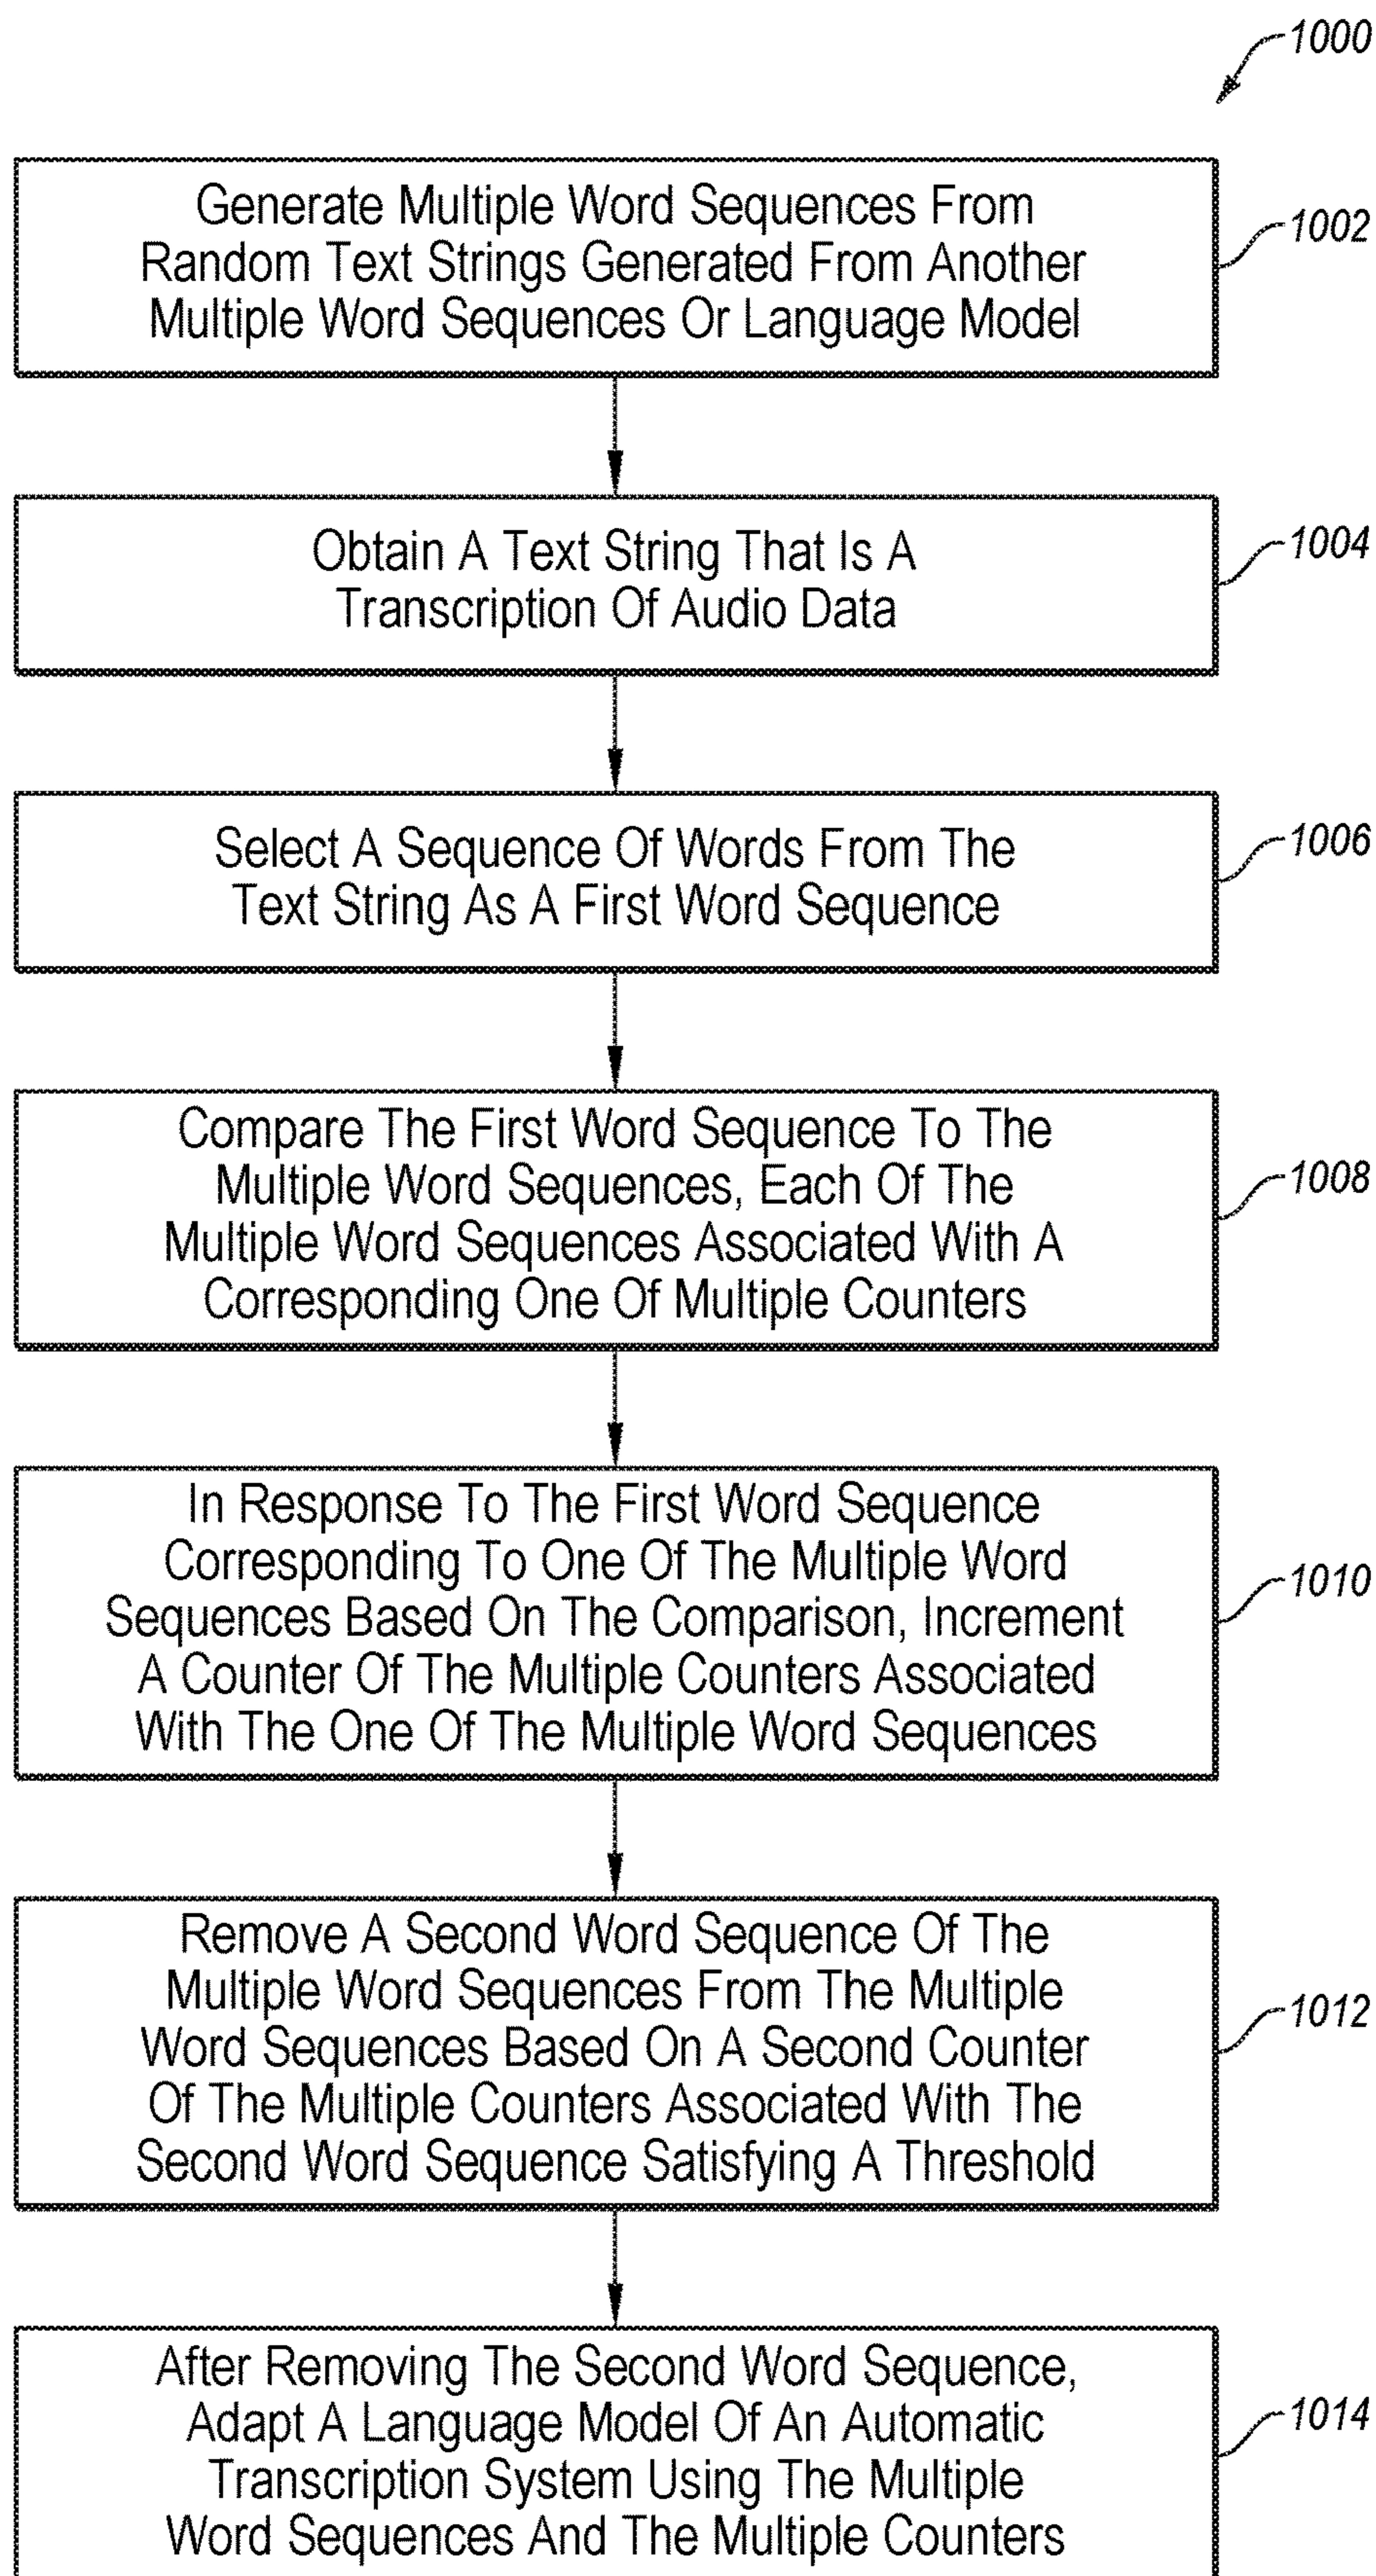 1000
Generate Multiple Word Sequences From
Random Text Strings Generated From Another
Multiple Word Sequences Or Language Model
1002
Obtain A Text String That Is A
Transcription Of Audio Data
1004
Select A Sequence Of Words From The
Text String As A First Word Sequence
1006
Compare The First Word Sequence To The
Multiple Word Sequences, Each Of The
Multiple Word Sequences Associated With A
Corresponding One Of Multiple Counters
1008
In Response To The First Word Sequence
Corresponding To One Of The Multiple Word
Sequences Based On The Comparison, Increment
A Counter Of The Multiple Counters Associated
With The One Of The Multiple Word Sequences
1010
Remove A Second Word Sequence Of The
Multiple Word Sequences From The Multiple
Word Sequences Based On A Second Counter
Of The Multiple Counters Associated With The
Second Word Sequence Satisfying A Threshold
1012
After Removing The Second Word Sequence,
Adapt A Language Model Of An Automatic
Transcription System Using The Multiple
Word Sequences And The Multiple Counters
1014